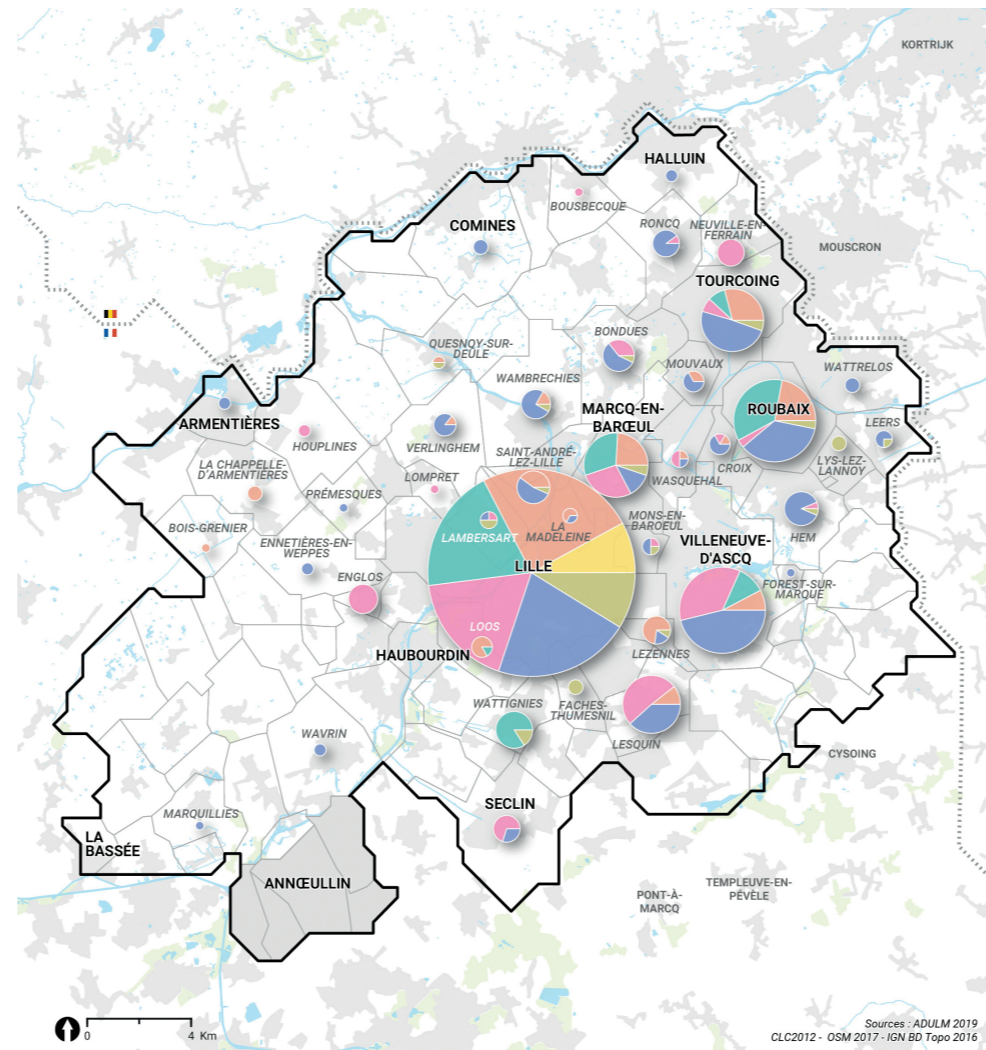 KORTRIJK
HALLUIN
BOUSBECQUE
COMINES
RONCQ
NEUVILLE-EN-
FERRAIN
MOUSCRON
TOURCOING
QUESNOY-SUR-
DEÛLE
BONDUES
MOUVAUX
WATTRELOS
WAMBRECHIES
ARMENTIÈRES
MARCQ-EN-
BARŒUL
ROUBAIX
HOUPLINES
VERLINGHEM
LEERS
SAINT-ANDRÉ-
LEZ-LILLE
CROIX
LYS-LEZ-
LANNOY
LA CHAPPELLE-
D'ARMENTIÈRES
LOMPRET
WASQUEHAL
PRÉMESQUES
BOIS-GRENIER
LAMBERSART
LA
MADELEINE
MONS-EN-
BAROEUL
HEM
ENNETIÈRES-EN-
WEPPES
VILLENEUVE-
D'ASCQ
LILLE
ENGLOS
FOREST-SUR-
MARQUE
LOOS
HAUBOURDIN
LEZENNES
WATTIGNIES
FACHES-
THUMESNIL
LESQUIN
WAVRIN
CYSOING
SECLIN
MARQUILLIES
LA
BASSÉE
ANNŒULLIN
PONT-À-
MARCQ
TEMPLEUVE-EN-
PÉVÈLE
0 4 Km
Sources : ADULM 2019
CLC2012 - OSM 2017 - IGN BD Topo 2016